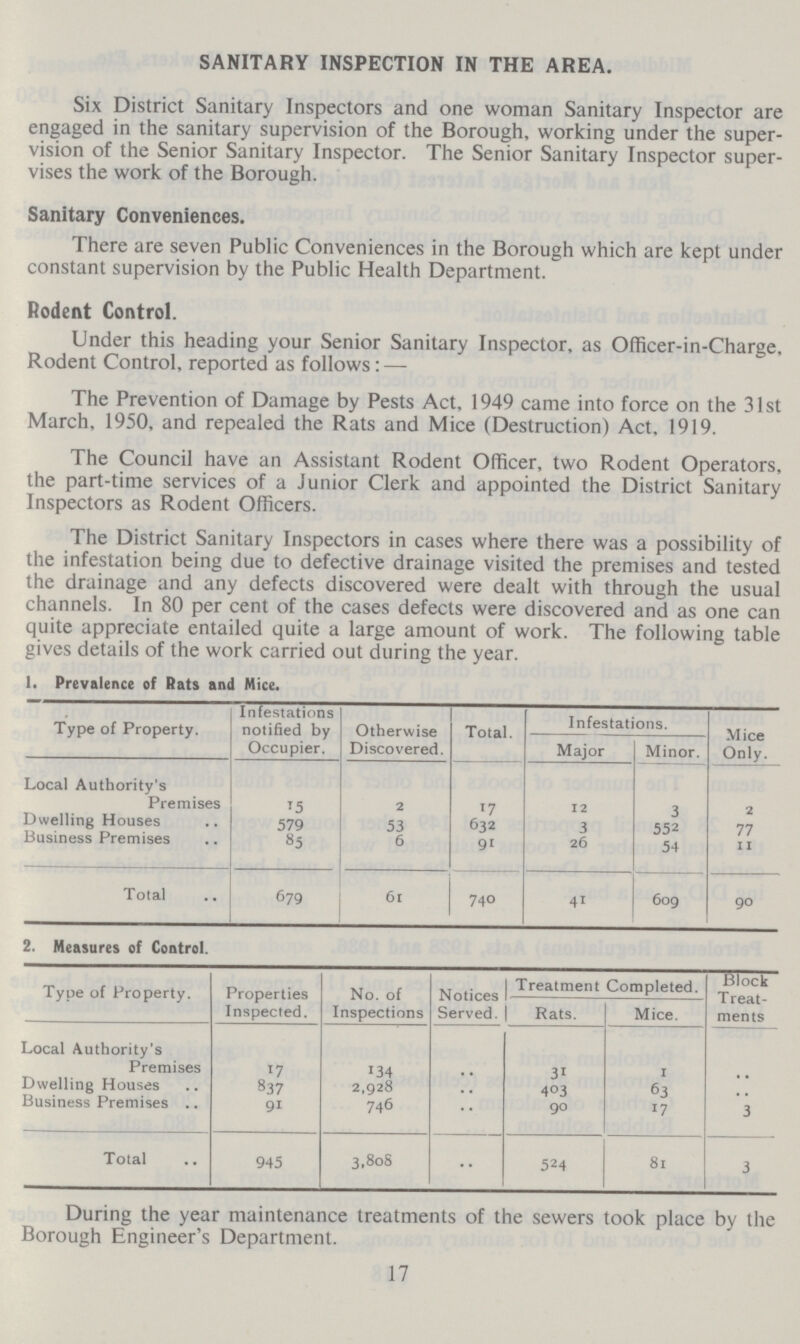 SANITARY INSPECTION IN THE AREA.
Six District Sanitary Inspectors and one woman Sanitary Inspector are
engaged in the sanitary supervision of the Borough, working under the super-
vision of the Senior Sanitary Inspector. The Senior Sanitary Inspector super-
vises the work of the Borough.
Sanitary Conveniences.
There are seven Public Conveniences in the Borough which are kept under
constant supervision by the Public Health Department.
Rodent Control.
Under this heading your Senior Sanitary Inspector, as Officer-in-Charge,
Rodent Control, reported as follows:—
The Prevention of Damage by Pests Act, 1949 came into force on the 31st
March, 1950, and repealed the Rats and Mice (Destruction) Act, 1919.
The Council have an Assistant Rodent Officer, two Rodent Operators,
the part-time services of a Junior Clerk and appointed the District Sanitary
Inspectors as Rodent Officers.
The District Sanitary Inspectors in cases where there was a possibility of
the infestation being due to defective drainage visited the premises and tested
the drainage and any defects discovered were dealt with through the usual
channels. In 80 per cent of the cases defects were discovered and as one can
quite appreciate entailed quite a large amount of work. The following table
gives details of the work carried out during the year.
1. Prevalence of Rats and Mice.
Type of Property. Infestations notified by Occupier. Otherwise Discovered. Total. Infestations. Major Minor. Mice Only.
Local Authority's
Premises 15 2 17 12 3 2
Dwelling Houses .. 579 53 632 3 552 77
Business Premises .. 85 6 91 26 54 11
Total .. 679 61 740 41 609 90
2. Measures of Control.
Type of Property. Properties Inspected. No. of Inspections Notices Served. Treatment Completed. Rats. Mice. Block Treat-ments
Local Authority's
Premises 17 134 .. 31 1 ..
Dwelling Houses .. 837 2,928 .. 403 63 ..
Business Premises .. 91 746 .. 90 17 3
Total .. 945 3,808 .. 524 81 3
During the year maintenance treatments of the sewers took place by the
Borough Engineer's Department.
17